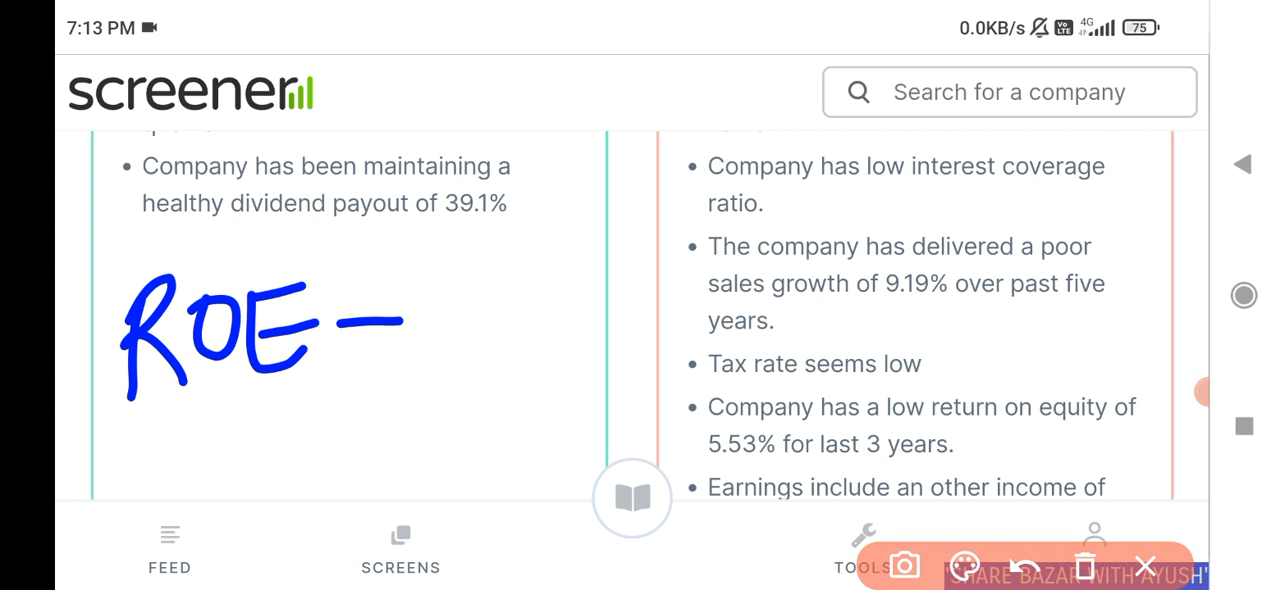 7:13 PM
0.0KB/s Vo LTE 4G 75
screener
Search for a company
• Company has been maintaining a
healthy dividend payout of 39.1%
ROE-
• Company has low interest coverage
ratio.
• The company has delivered a poor
sales growth of 9.19% over past five
years.
• Tax rate seems low
• Company has a low return on equity of
5.53% for last 3 years.
• Earnings include an other income of
FEED
SCREENS
TOOLS
"SHARE BAZAR WITH AYUSH"